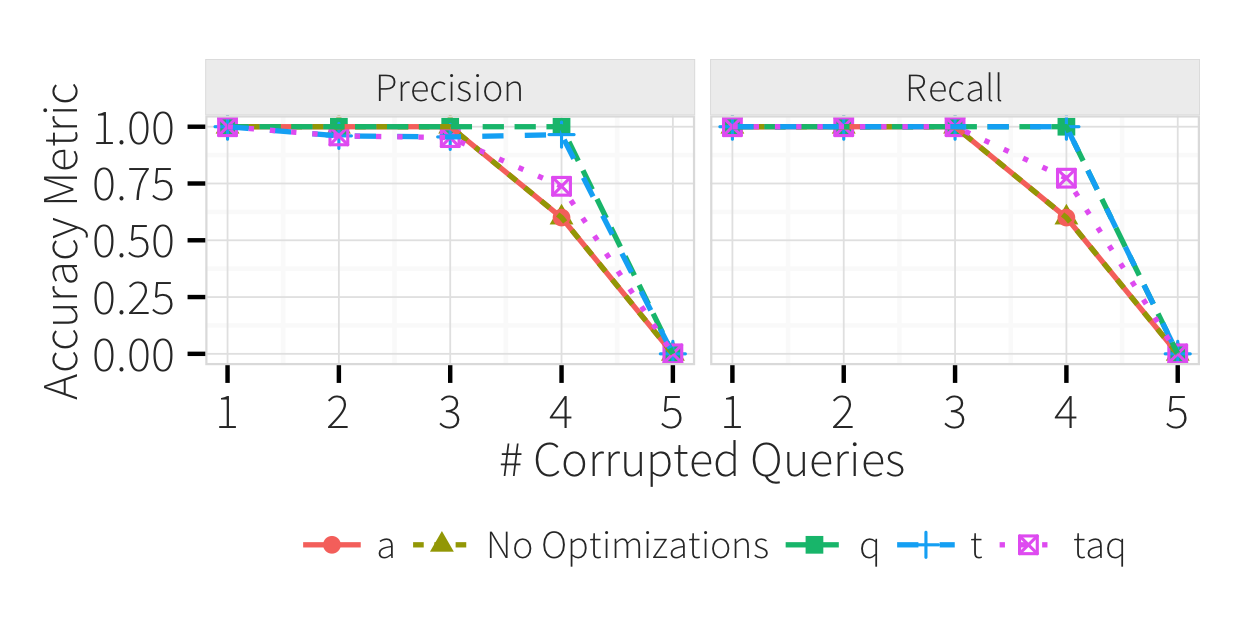 Precision
Recall
Accuracy Metric
1.00
0.75
0.50
0.25
0.00
1 2 3 4 5
1 2 3 4 5
# Corrupted Queries
a No Optimizations q t taq